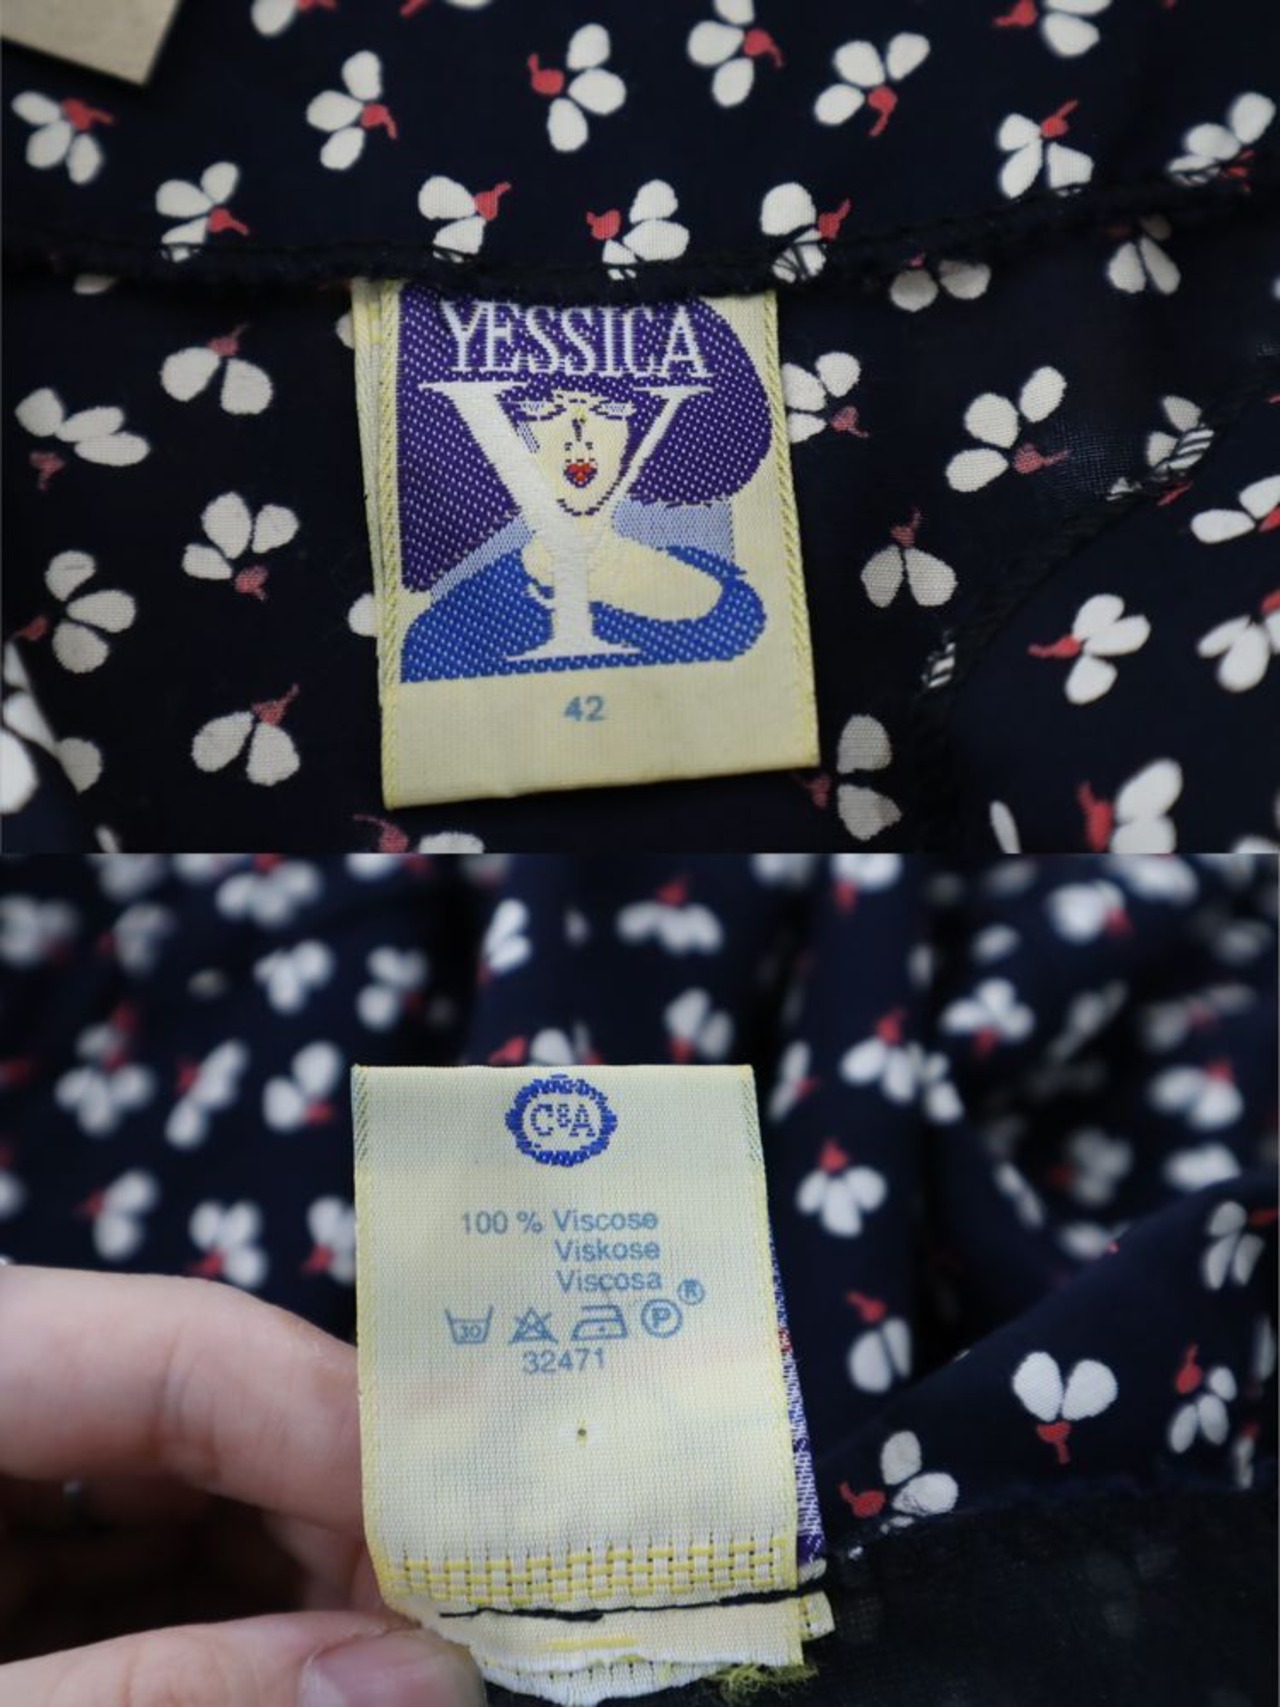 YESSICA
Y
42
C&A
100 % Viscose
Viskose
Viscosa
30 P ®
32471